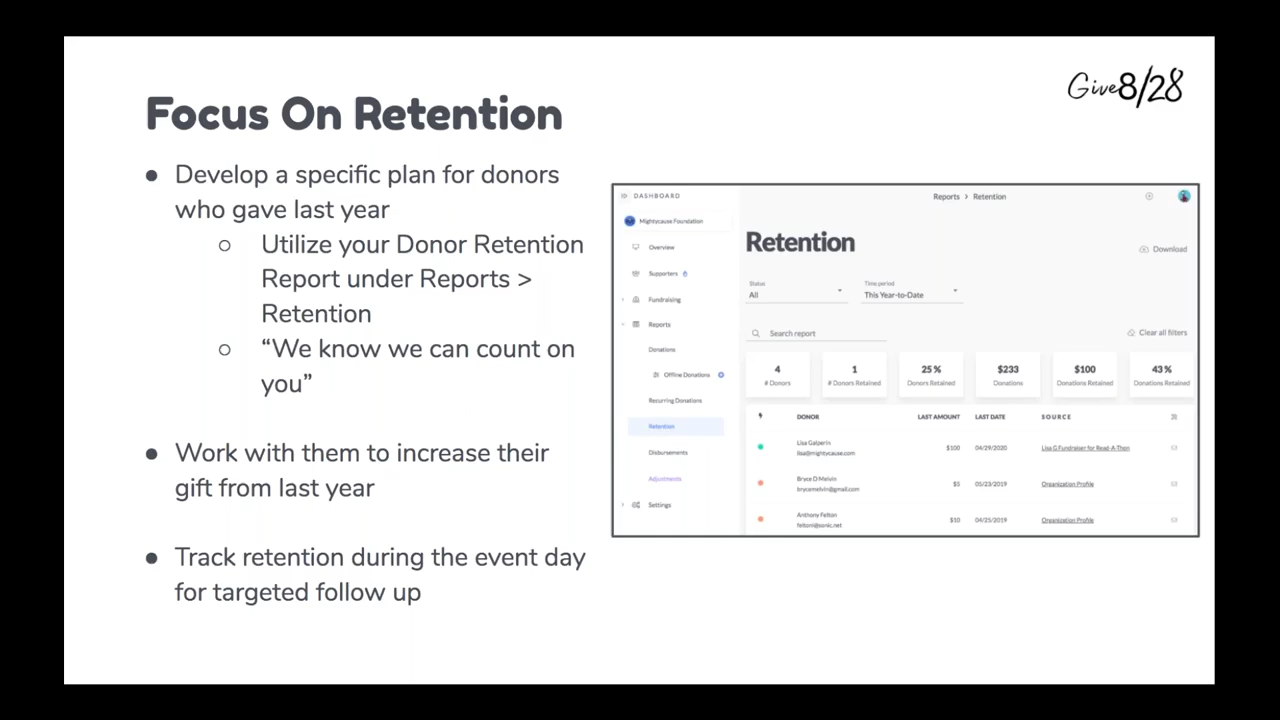 Give8/28
Focus On Retention
● Develop a specific plan for donors
who gave last year
○ Utilize your Donor Retention
Report under Reports >
Retention
○ “We know we can count on
you”
● Work with them to increase their
gift from last year
● Track retention during the event day
for targeted follow up
DASHBOARD
Mightycause Foundation
Overview
Supporters
Fundraising
Reports
Donations
Offline Donations
Recurring Donations
Retention
Disbursements
Adjustments
Settings
Reports > Retention
Retention
Download
Status
All
Time period
This Year-to-Date
Search report
Clear all filters
4
# Donors
1
# Donors Retained
25 %
Donors Retained
$233
Donations
$100
Donations Retained
43 %
Donations Retained
DONOR LAST AMOUNT LAST DATE SOURCE
Lisa Galperin
lisa@mightycause.com
$100 04/29/2020 Lisa G Fundraiser for Read-A-Thon
Bryce D Melvin
brycemelvin@gmail.com
$5 05/23/2019 Organization Profile
Anthony Felton
felton@sonic.net
$10 04/25/2019 Organization Profile